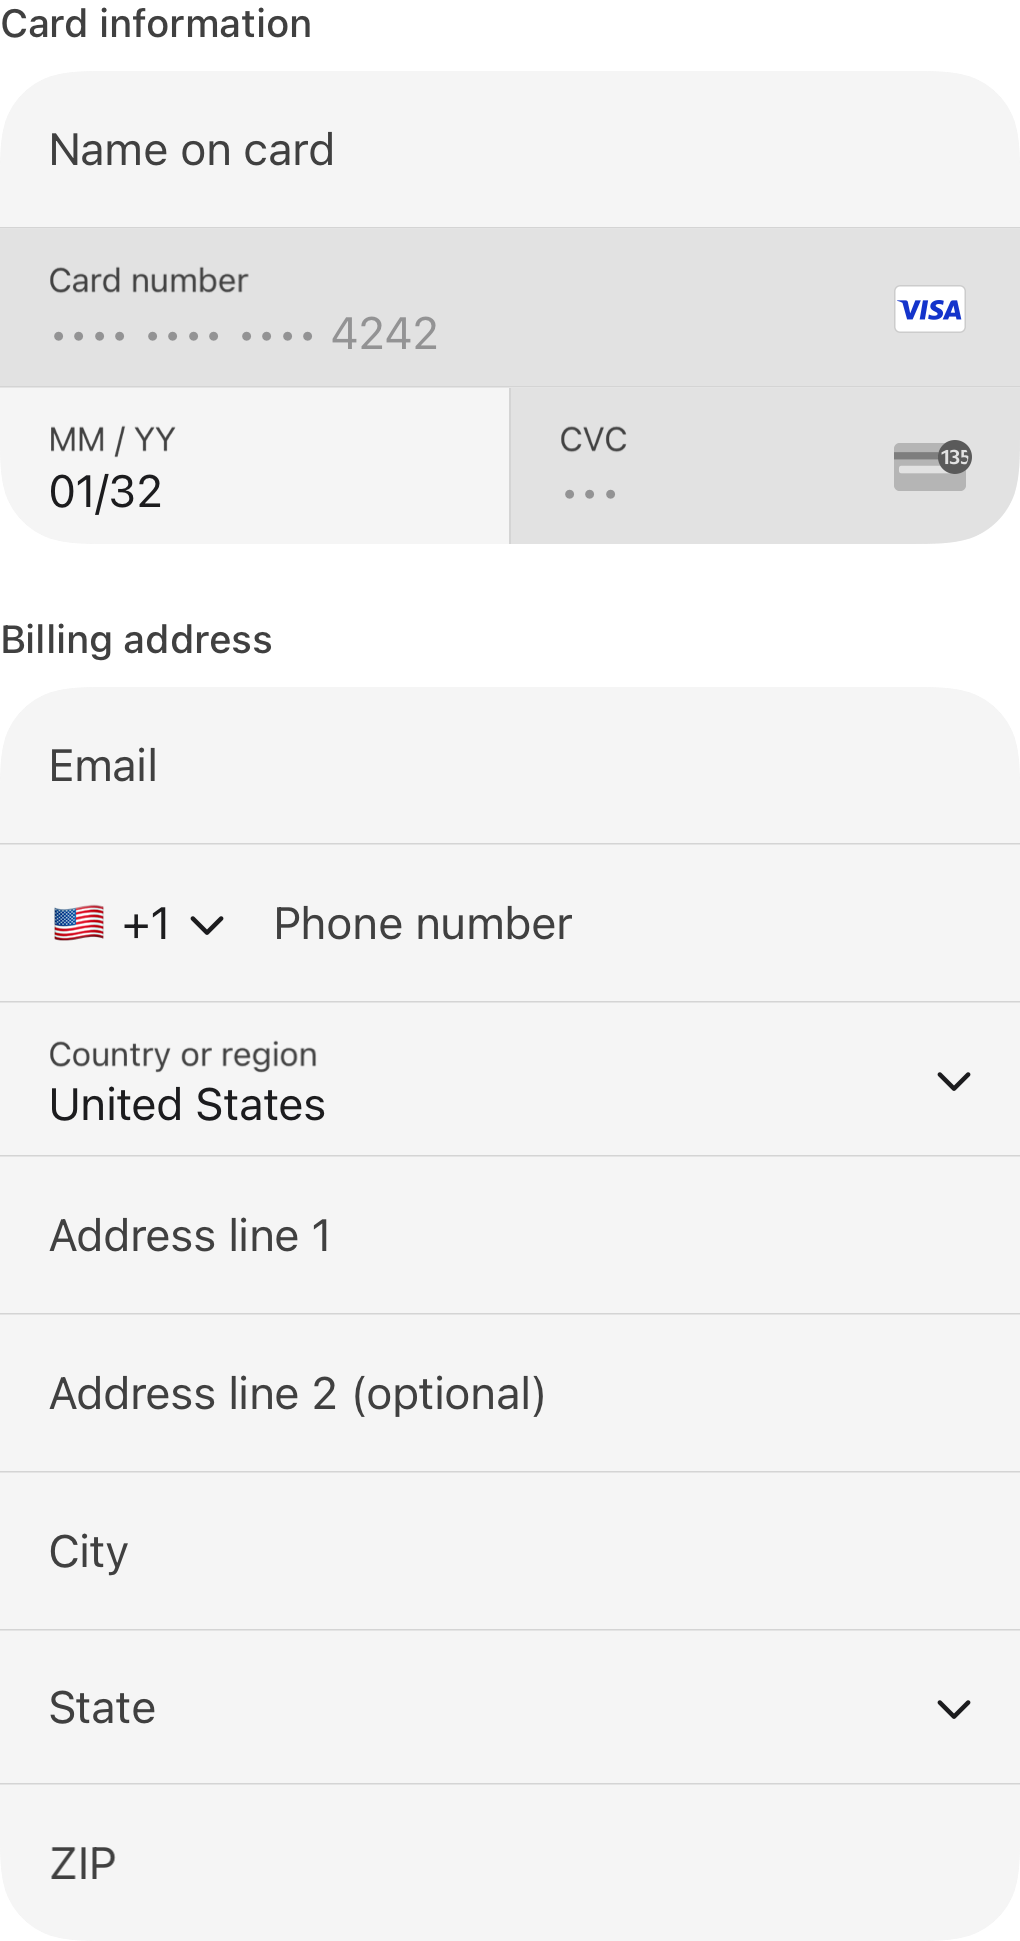 Card information
Name on card
Card number
•••• •••• •••• 4242
VISA
MM / YY
01/32
CVC
•••
135
Billing address
Email
+1 Phone number
Country or region
United States
Address line 1
Address line 2 (optional)
City
State
ZIP